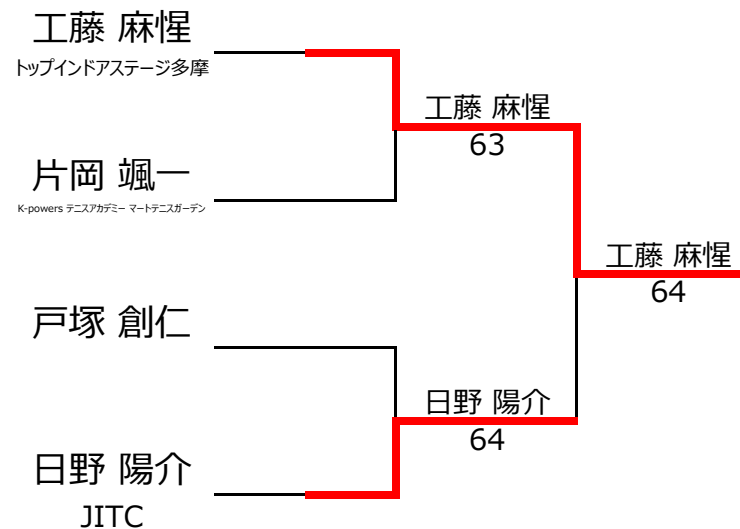 工藤 麻惺
トップインドアステージ多摩
工藤 麻惺
63
片岡 颯一
K-powers テニスアカデミー マートテニスガーデン
工藤 麻惺
64
戸塚 創仁
日野 陽介
64
日野 陽介
JITC